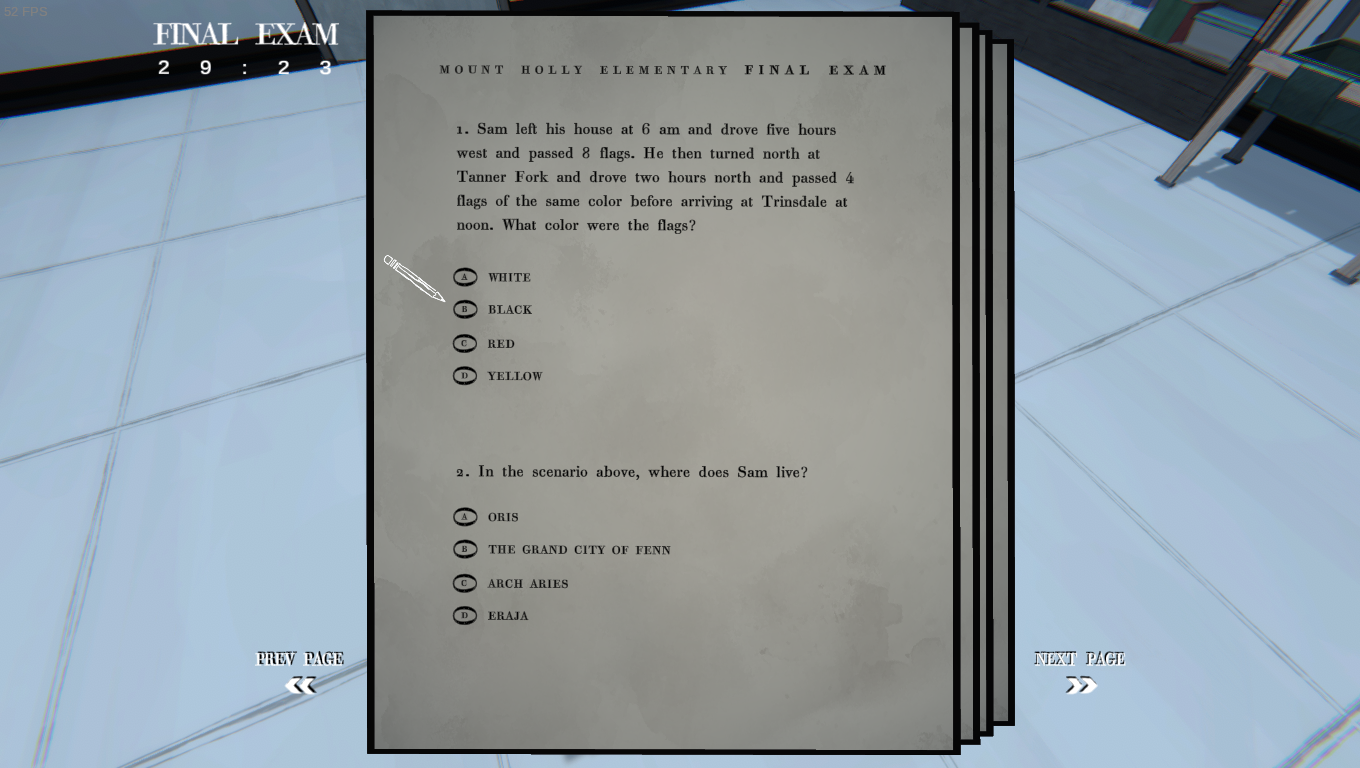 52 FPS
FINAL EXAM
29:23
MOUNT HOLLY ELEMENTARY FINAL EXAM
1. Sam left his house at 6 am and drove five hours
west and passed 8 flags. He then turned north at
Tanner Fork and drove two hours north and passed 4
flags of the same color before arriving at Trinsdale at
noon. What color were the flags?
A WHITE
B BLACK
C RED
D YELLOW
2. In the scenario above, where does Sam live?
A ORIS
B THE GRAND CITY OF FENN
C ARCH ARIES
D ERAJA
PREV PAGE
NEXT PAGE